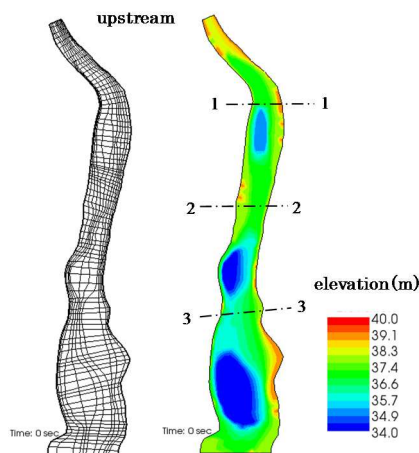 upstream
1 1
2 2
3 3
elevation(m)
40.0
39.1
38.3
37.4
36.6
35.7
34.9
34.0
Time: 0 sec
Time: 0 sec